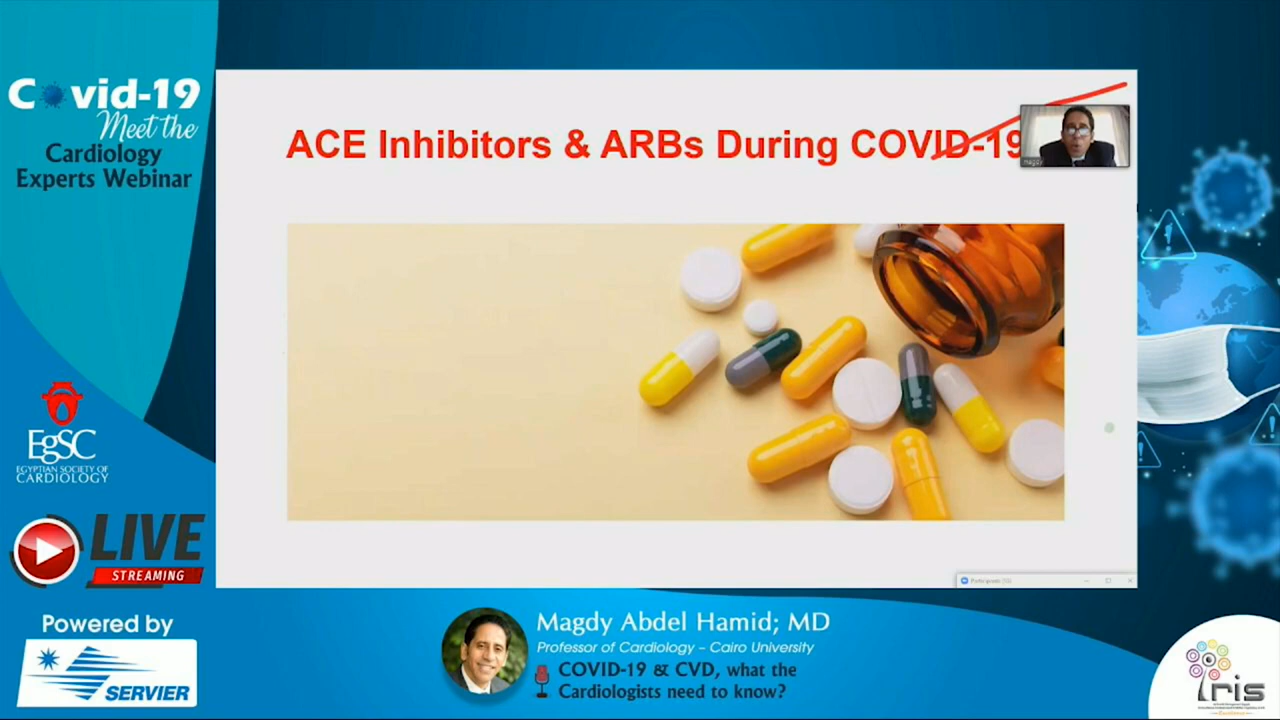 Covid-19
Meet the
Cardiology
Experts Webinar
ACE Inhibitors & ARBs During COVID-19
magdy
EgSC
EGYPTIAN SOCIETY OF
CARDIOLOGY
LIVE
STREAMING
Powered by
SERVIER
Magdy Abdel Hamid; MD
Professor of Cardiology – Cairo University
COVID-19 & CVD, what the
Cardiologists need to know?
Iris